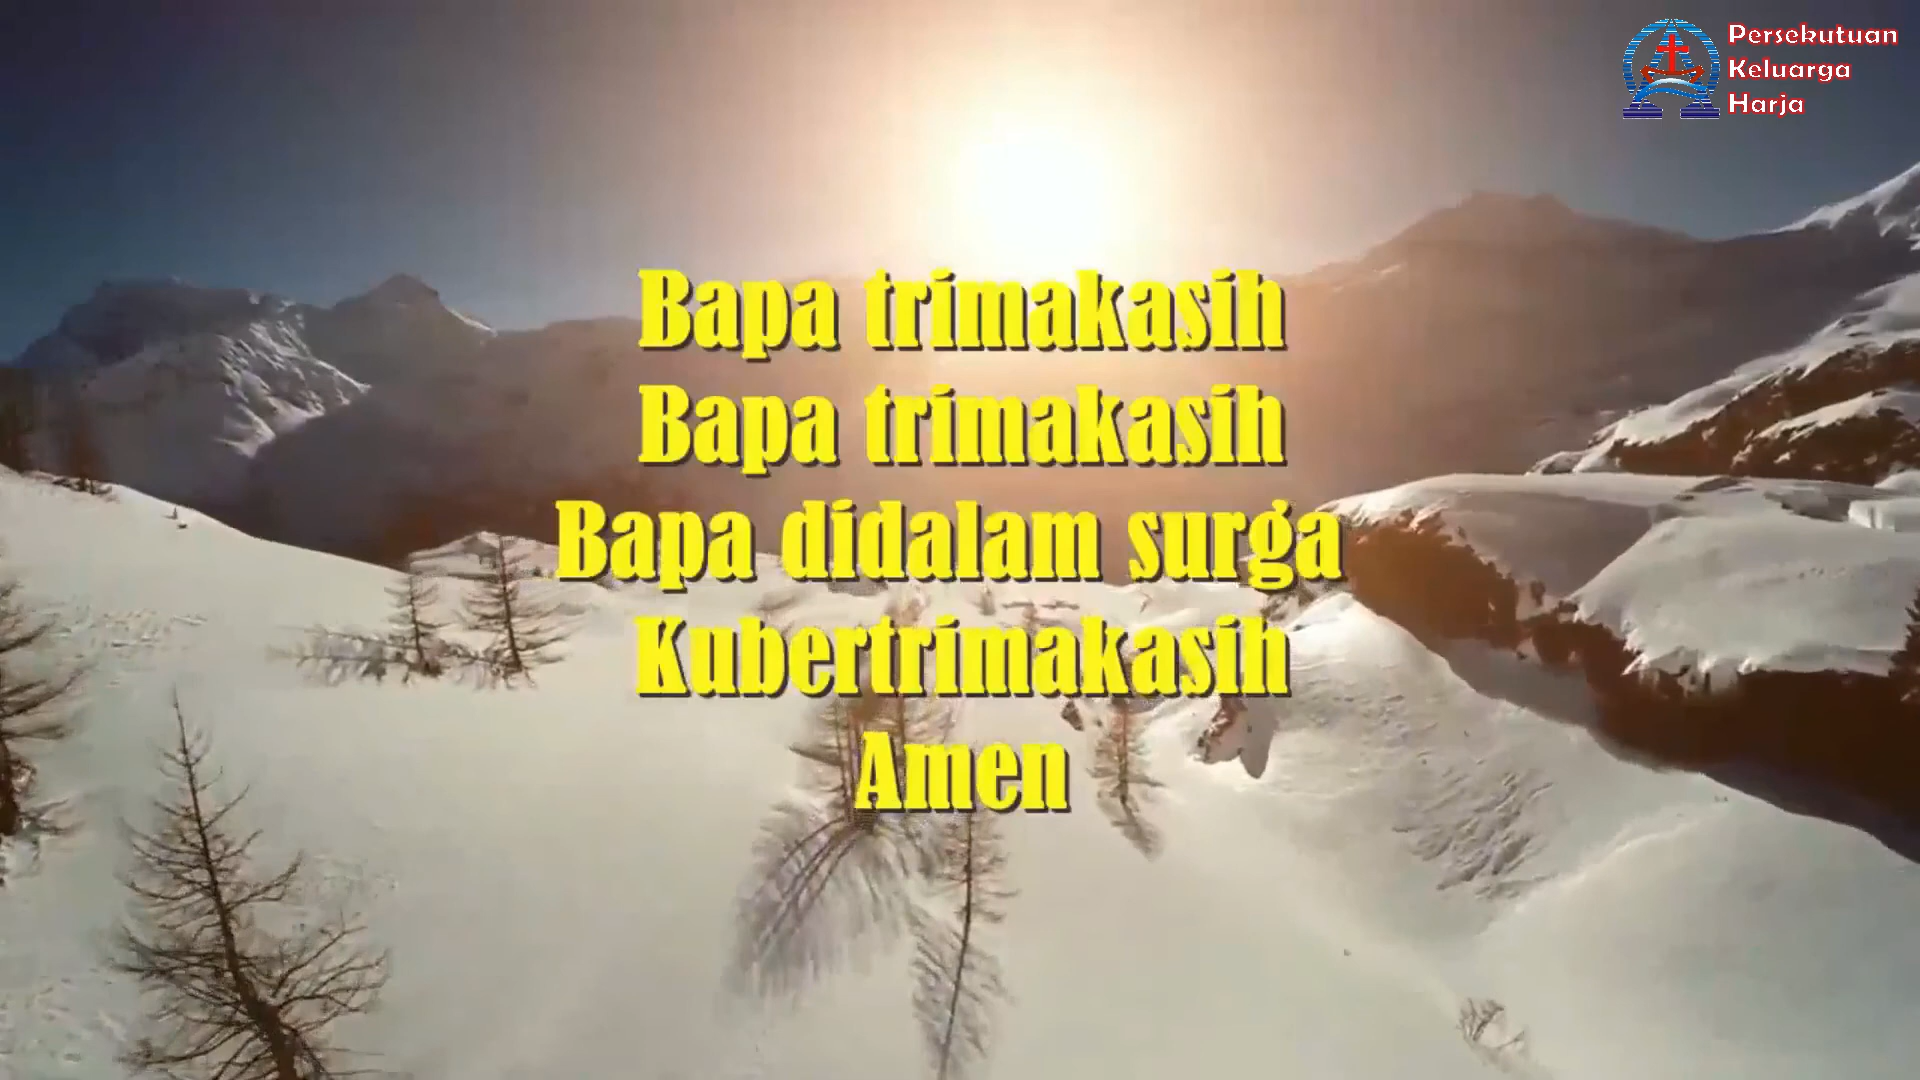 Persekutuan
Keluarga
Harja
Bapa trimakasih
Bapa trimakasih
Bapa didalam surga
Kubertrimakasih
Amen